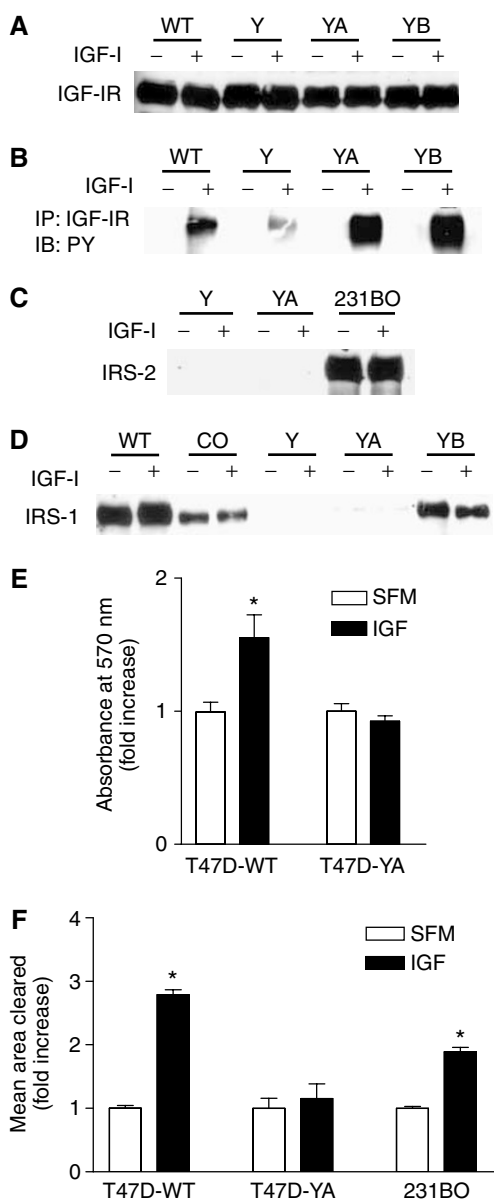 A
WT Y YA YB
IGF-I − + − + − + − +
IGF-IR
B
WT Y YA YB
IGF-I − + − + − + − +
IP: IGF-IR
IB: PY
C
Y YA 231BO
IGF-I − + − + − +
IRS-2
D
WT CO Y YA YB
IGF-I − + − + − + − + − +
IRS-1
E
Absorbance at 570 nm
(fold increase)
2
1
0
*
SFM
IGF
T47D-WT T47D-YA
F
Mean area cleared
(fold increase)
4
3
2
1
0
* *
SFM
IGF
T47D-WT T47D-YA 231BO